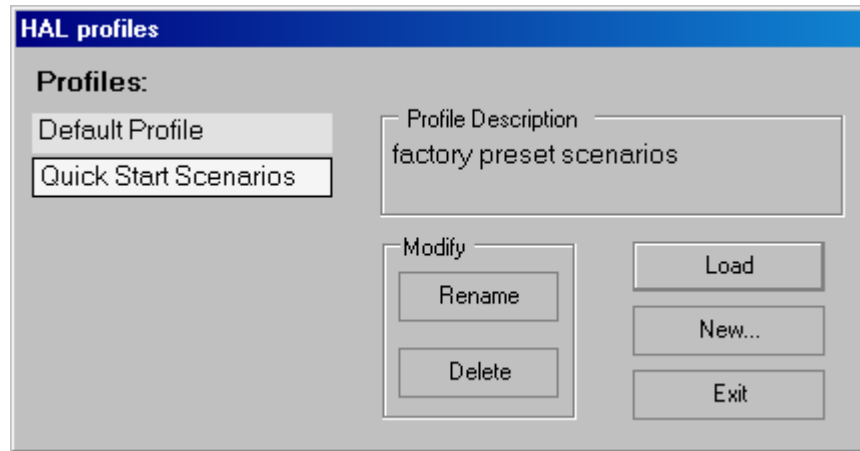 HAL profiles
Profiles:
Default Profile
Quick Start Scenarios
Profile Description
factory preset scenarios
Modify
Rename
Delete
Load
New...
Exit